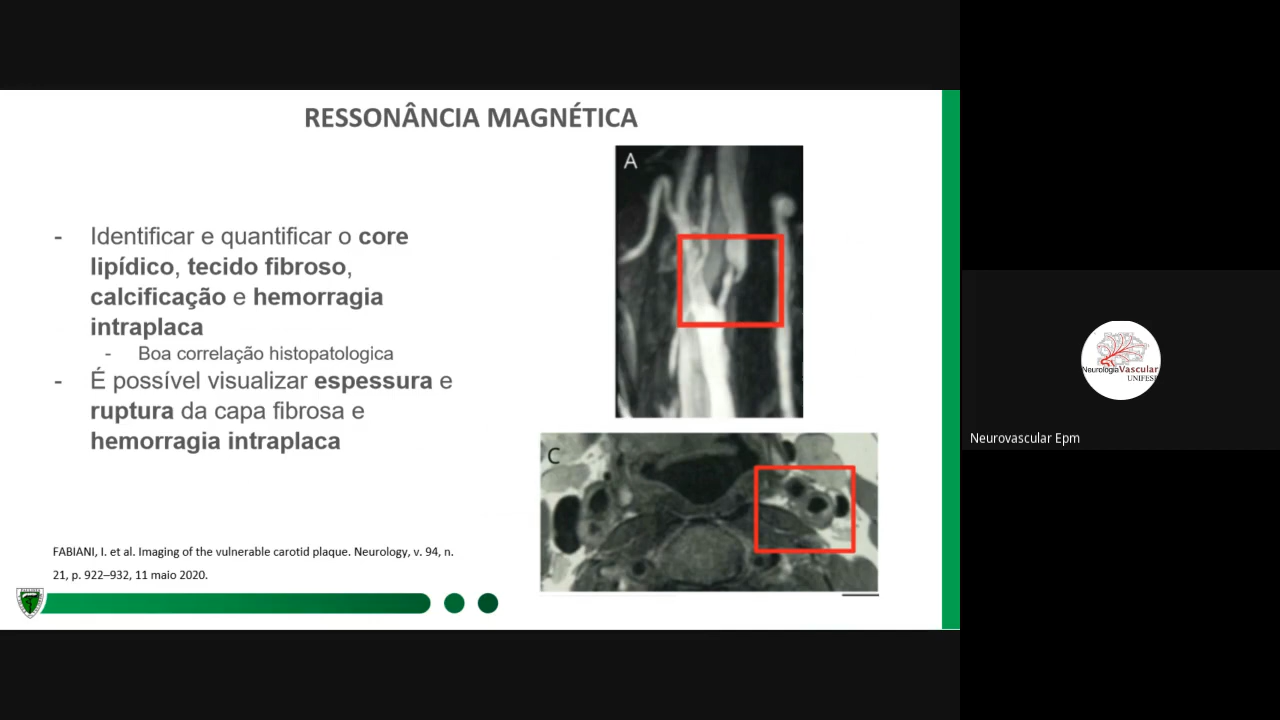 RESSONÂNCIA MAGNÉTICA
A
- Identificar e quantificar o core
lipídico, tecido fibroso,
calcificação e hemorragia
intraplaca
- Boa correlação histopatologica
- É possível visualizar espessura e
ruptura da capa fibrosa e
hemorragia intraplaca
C
FABIANI, I. et al. Imaging of the vulnerable carotid plaque. Neurology, v. 94, n.
21, p. 922–932, 11 maio 2020.
NeurologiaVascular
UNIFESP
Neurovascular Epm